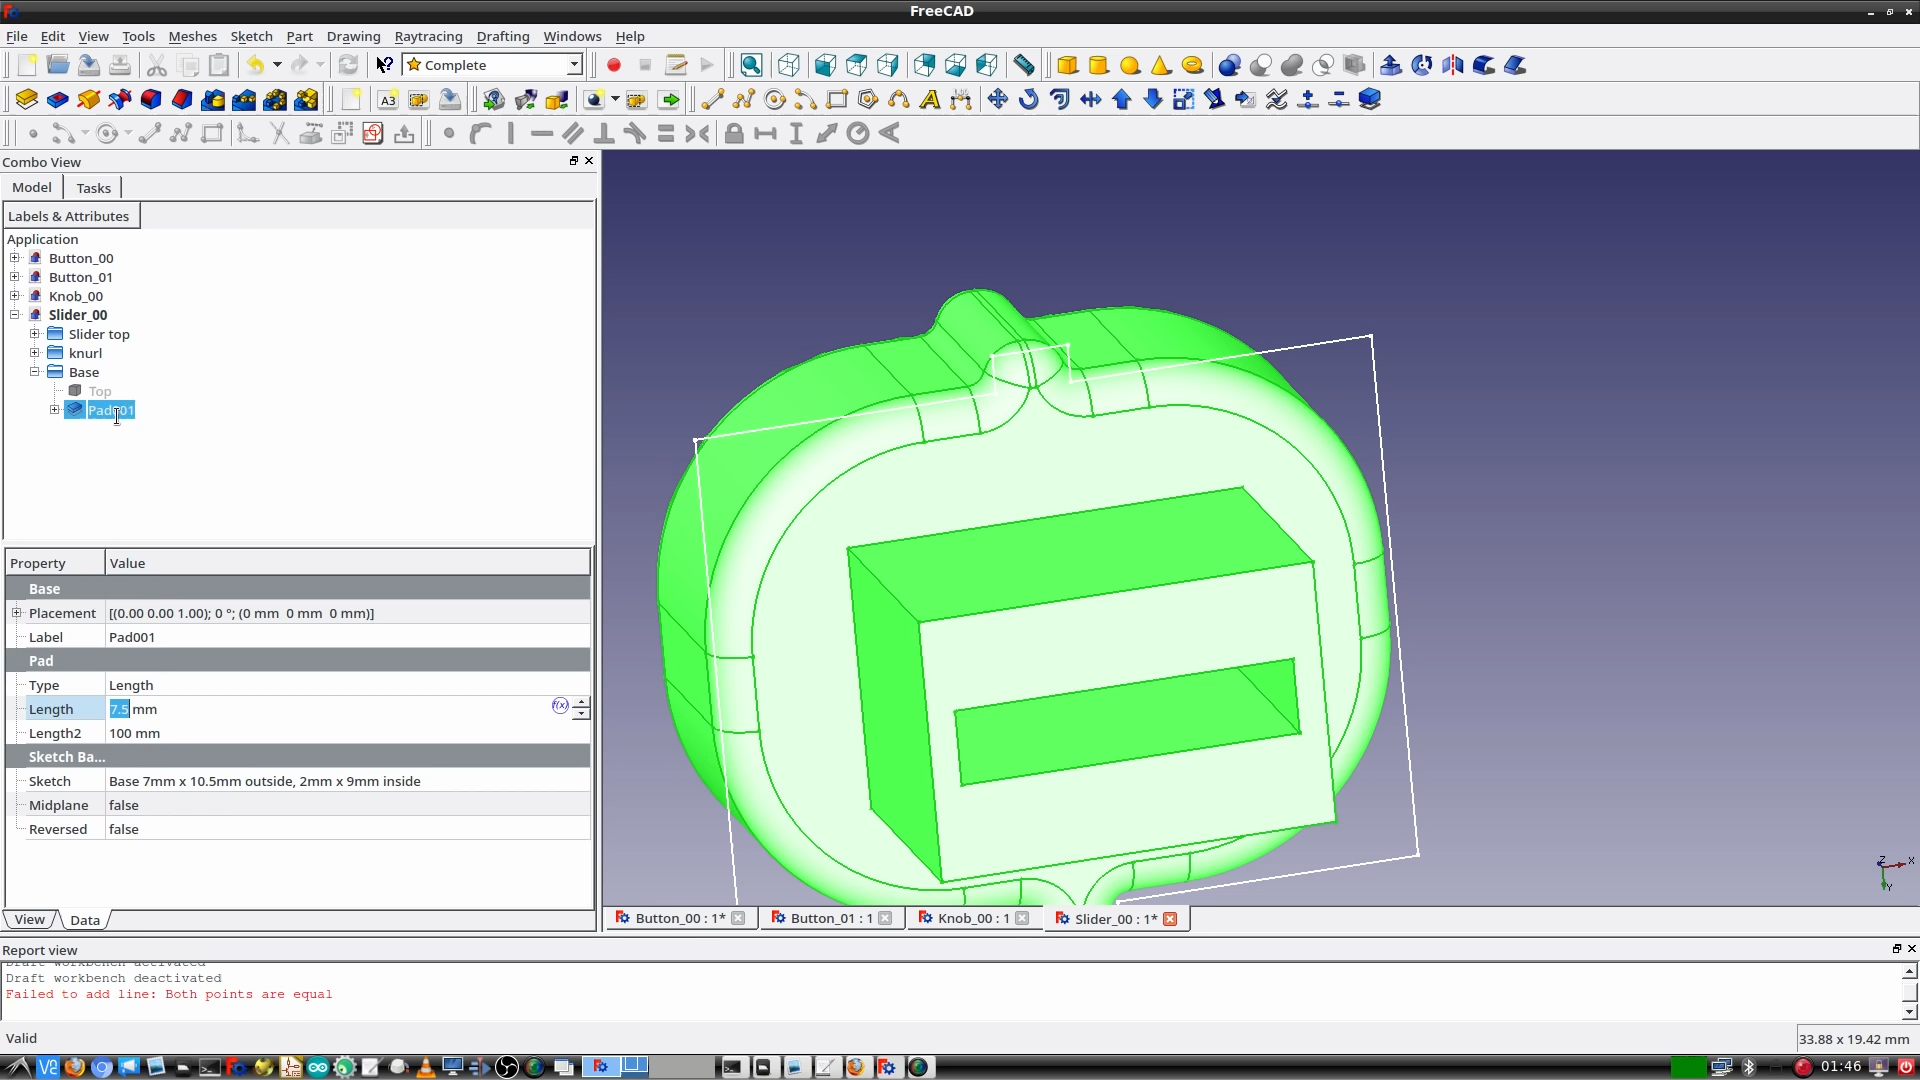 FreeCAD
File Edit View Tools Meshes Sketch Part Drawing Raytracing Drafting Windows Help
Complete
A3
Combo View
Model Tasks
Labels & Attributes
Application
Button_00
Button_01
Knob_00
Slider_00
Slider top
knurl
Base
Top
Pad001
Property Value
Base
Placement [(0.00 0.00 1.00); 0 °; (0 mm 0 mm 0 mm)]
Label Pad001
Pad
Type Length
Length 7.5 mm f(x)
Length2 100 mm
Sketch Ba...
Sketch Base 7mm x 10.5mm outside, 2mm x 9mm inside
Midplane false
Reversed false
Z X
Y
View Data
Button_00 : 1* Button_01 : 1 Knob_00 : 1 Slider_00 : 1*
Report view
Draft workbench activated
Draft workbench deactivated
Failed to add line: Both points are equal
Valid
33.88 x 19.42 mm
01:46